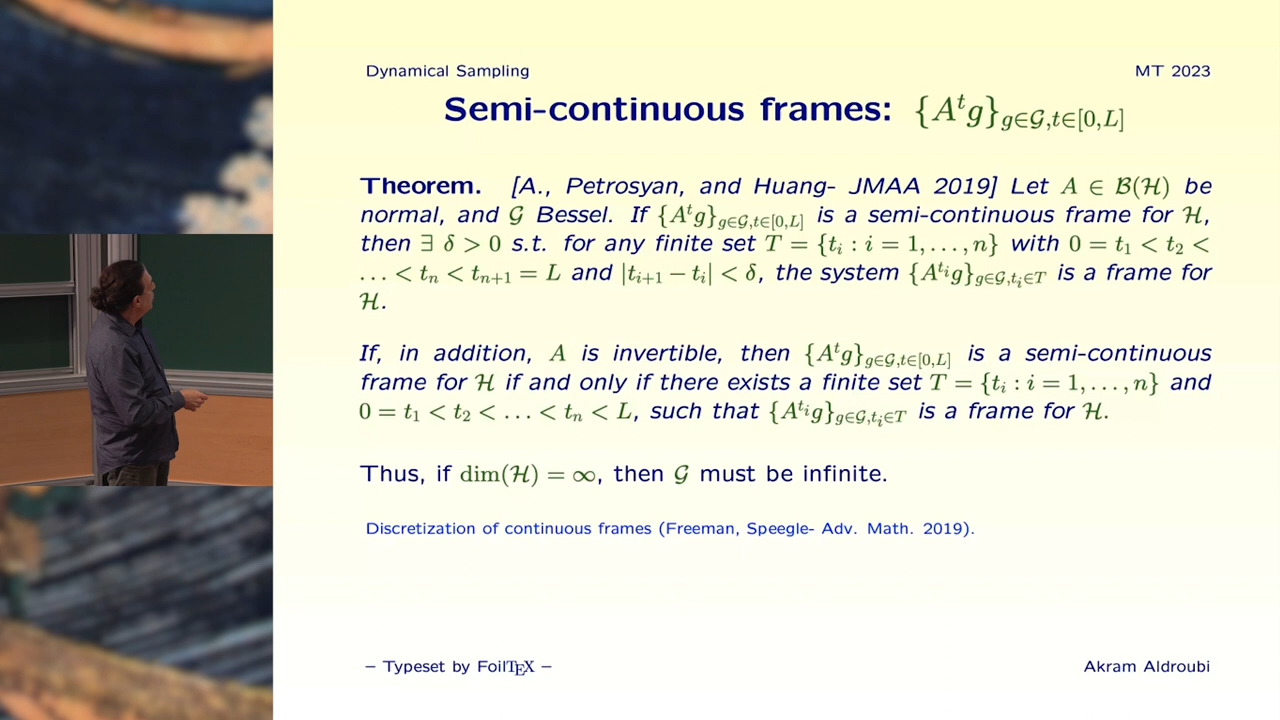 Dynamical Sampling MT 2023
Semi-continuous frames: {A^t g}_{g∈𝒢,t∈[0,L]}
Theorem. [A., Petrosyan, and Huang- JMAA 2019] Let A ∈ ℬ(ℋ) be
normal, and 𝒢 Bessel. If {A^t g}_{g∈𝒢,t∈[0,L]} is a semi-continuous frame for ℋ,
then ∃ δ > 0 s.t. for any finite set T = {t_i : i = 1, . . . , n} with 0 = t_1 < t_2 <
. . . < t_n < t_{n+1} = L and |t_{i+1} − t_i| < δ, the system {A^{t_i} g}_{g∈𝒢,t_i∈T} is a frame for
ℋ.
If, in addition, A is invertible, then {A^t g}_{g∈𝒢,t∈[0,L]} is a semi-continuous
frame for ℋ if and only if there exists a finite set T = {t_i : i = 1, . . . , n} and
0 = t_1 < t_2 < . . . < t_n < L, such that {A^{t_i} g}_{g∈𝒢,t_i∈T} is a frame for ℋ.
Thus, if dim(ℋ) = ∞, then 𝒢 must be infinite.
Discretization of continuous frames (Freeman, Speegle- Adv. Math. 2019).
– Typeset by FoilTEX – Akram Aldroubi